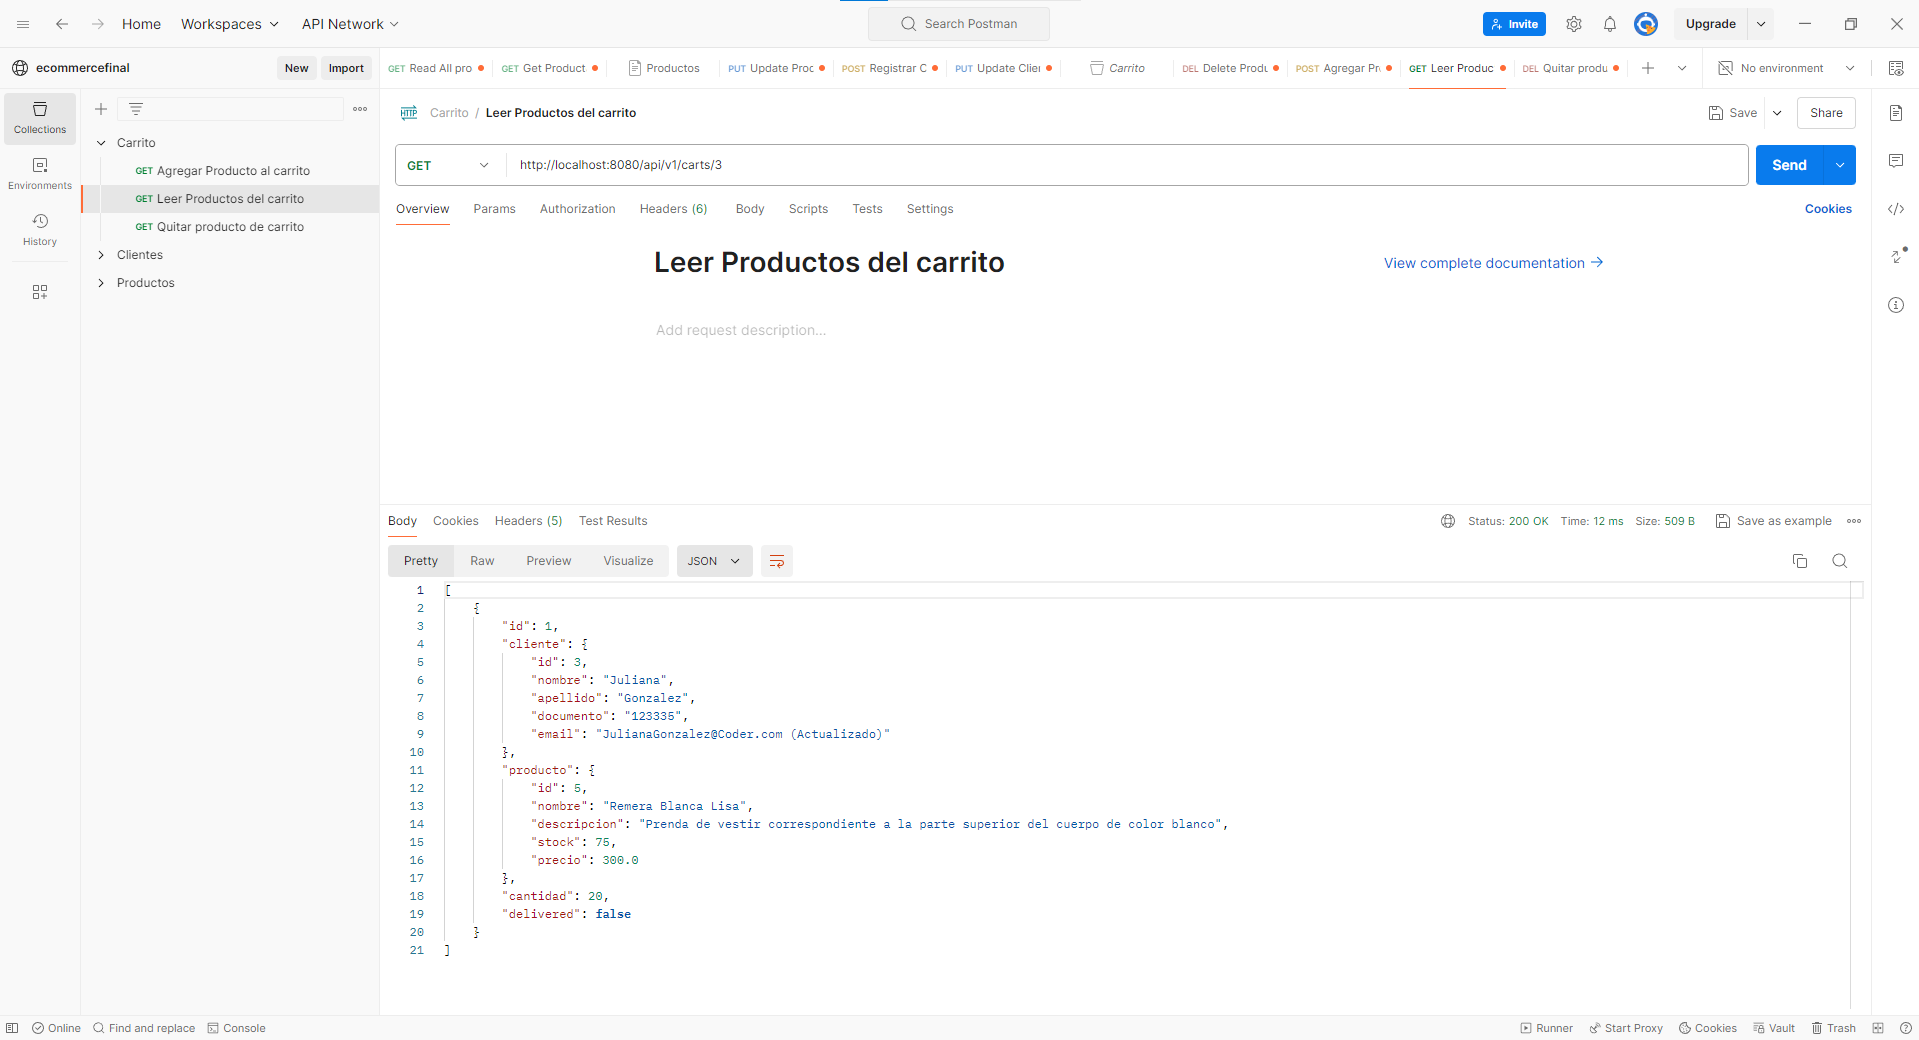 Home
Workspaces
API Network
Search Postman
Invite
Upgrade
ecommercefinal
New
Import
GET Read All pro
GET Get Product
Productos
PUT Update Proc
POST Registrar C
PUT Update Clie
Carrito
DEL Delete Produ
POST Agregar Pr
GET Leer Produc
DEL Quitar produ
No environment
Collections
Environments
History
Carrito
GET Agregar Producto al carrito
GET Leer Productos del carrito
GET Quitar producto de carrito
Clientes
Productos
HTTP Carrito / Leer Productos del carrito
Save
Share
GET
http://localhost:8080/api/v1/carts/3
Send
Overview
Params
Authorization
Headers (6)
Body
Scripts
Tests
Settings
Cookies
Leer Productos del carrito
View complete documentation →
Add request description...
Body
Cookies
Headers (5)
Test Results
Status: 200 OK
Time: 12 ms
Size: 509 B
Save as example
Pretty
Raw
Preview
Visualize
JSON
1 [
2 {
3 "id": 1,
4 "cliente": {
5 "id": 3,
6 "nombre": "Juliana",
7 "apellido": "Gonzalez",
8 "documento": "123335",
9 "email": "JulianaGonzalez@Coder.com (Actualizado)"
10 },
11 "producto": {
12 "id": 5,
13 "nombre": "Remera Blanca Lisa",
14 "descripcion": "Prenda de vestir correspondiente a la parte superior del cuerpo de color blanco",
15 "stock": 75,
16 "precio": 300.0
17 },
18 "cantidad": 20,
19 "delivered": false
20 }
21 ]
Online
Find and replace
Console
Runner
Start Proxy
Cookies
Vault
Trash